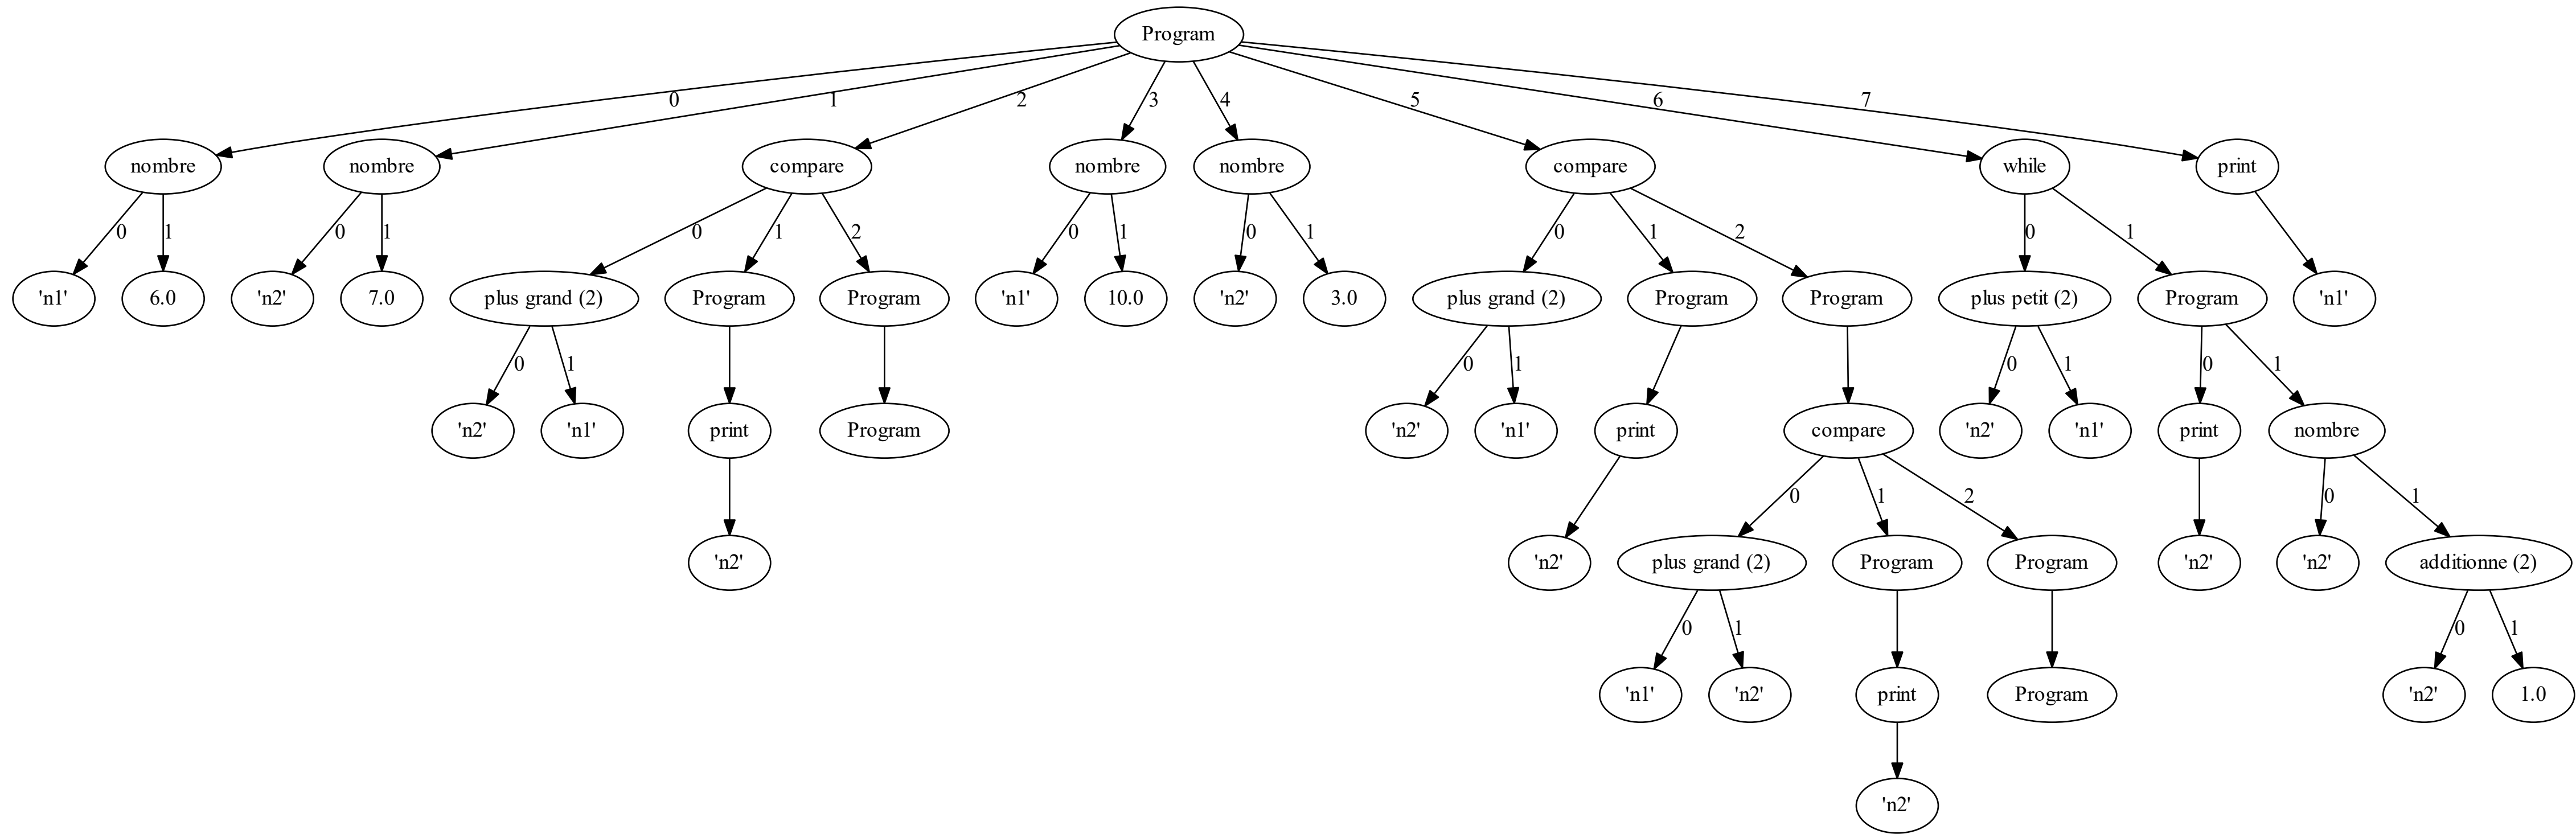 Program
0 1 2 3 4 5 6 7
nombre nombre compare nombre nombre compare while print
0 1 0 1 0 1 2 0 1 0 1 0 1 2 0 1
'n1' 6.0 'n2' 7.0 plus grand (2) Program Program 'n1' 10.0 'n2' 3.0 plus grand (2) Program Program plus petit (2) Program 'n1'
0 1 0 1 0 1 0 1
'n2' 'n1' print Program 'n2' 'n1' print compare 'n2' 'n1' print nombre
0 1 2 0 1
'n2' 'n2' plus grand (2) Program Program 'n2' 'n2' additionne (2)
0 1 0 1
'n1' 'n2' print Program 'n2' 1.0
'n2'